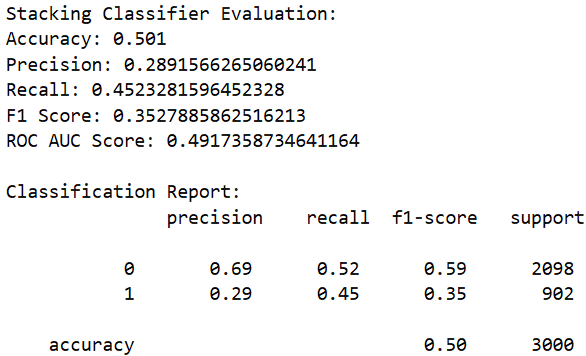 Stacking Classifier Evaluation:
Accuracy: 0.501
Precision: 0.2891566265060241
Recall: 0.4523281596452328
F1 Score: 0.3527885862516213
ROC AUC Score: 0.4917358734641164
Classification Report:
precision recall f1-score support
0 0.69 0.52 0.59 2098
1 0.29 0.45 0.35 902
accuracy 0.50 3000